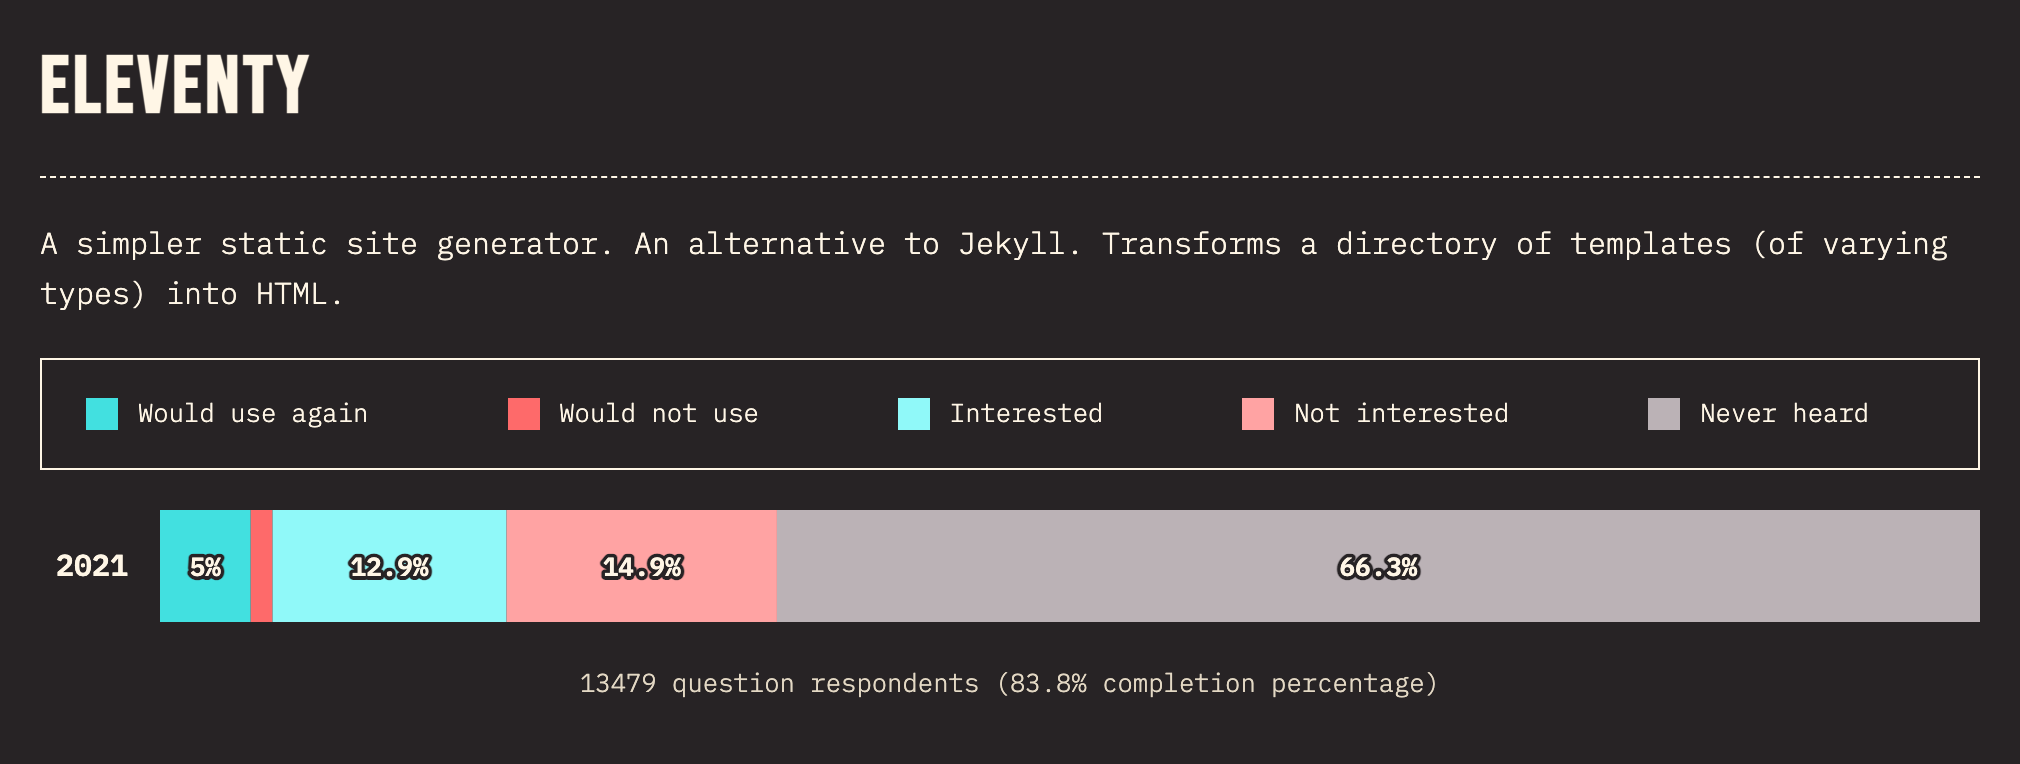 ELEVENTY
A simpler static site generator. An alternative to Jekyll. Transforms a directory of templates (of varying
types) into HTML.
Would use again Would not use Interested Not interested Never heard
2021 5% 12.9% 14.9% 66.3%
13479 question respondents (83.8% completion percentage)